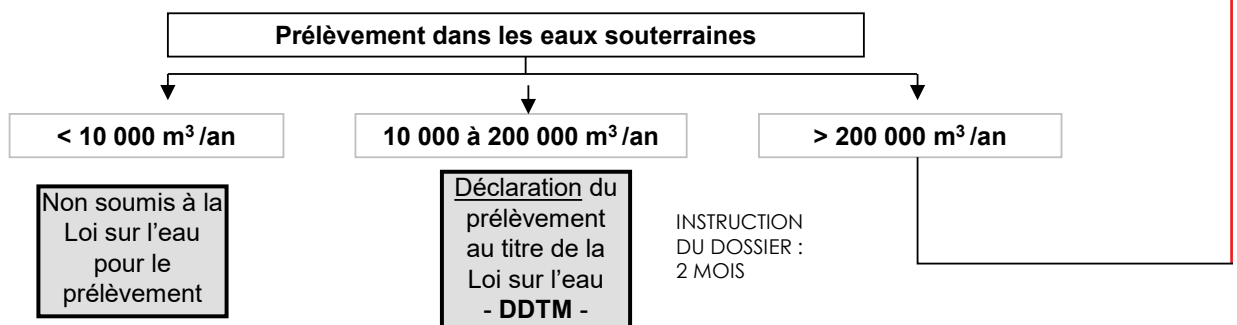 Prélèvement dans les eaux souterraines
< 10 000 m³ /an
10 000 à 200 000 m³ /an
> 200 000 m³ /an
Non soumis à la
Loi sur l’eau
pour le
prélèvement
Déclaration du
prélèvement
au titre de la
Loi sur l’eau
- DDTM -
INSTRUCTION
DU DOSSIER :
2 MOIS